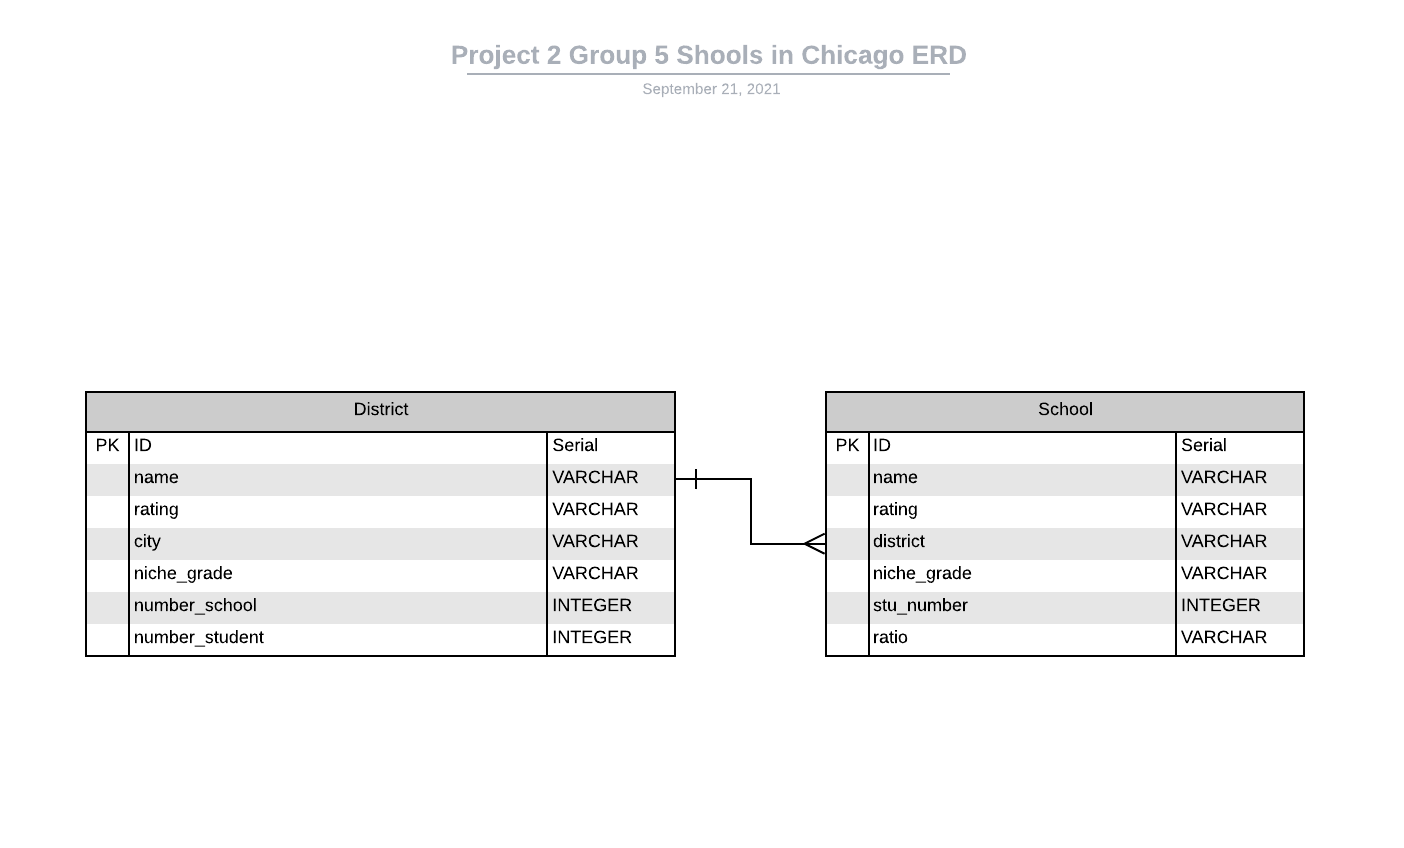 Project 2 Group 5 Shools in Chicago ERD
September 21, 2021
District
PK ID Serial
name VARCHAR
rating VARCHAR
city VARCHAR
niche_grade VARCHAR
number_school INTEGER
number_student INTEGER
School
PK ID Serial
name VARCHAR
rating VARCHAR
district VARCHAR
niche_grade VARCHAR
stu_number INTEGER
ratio VARCHAR